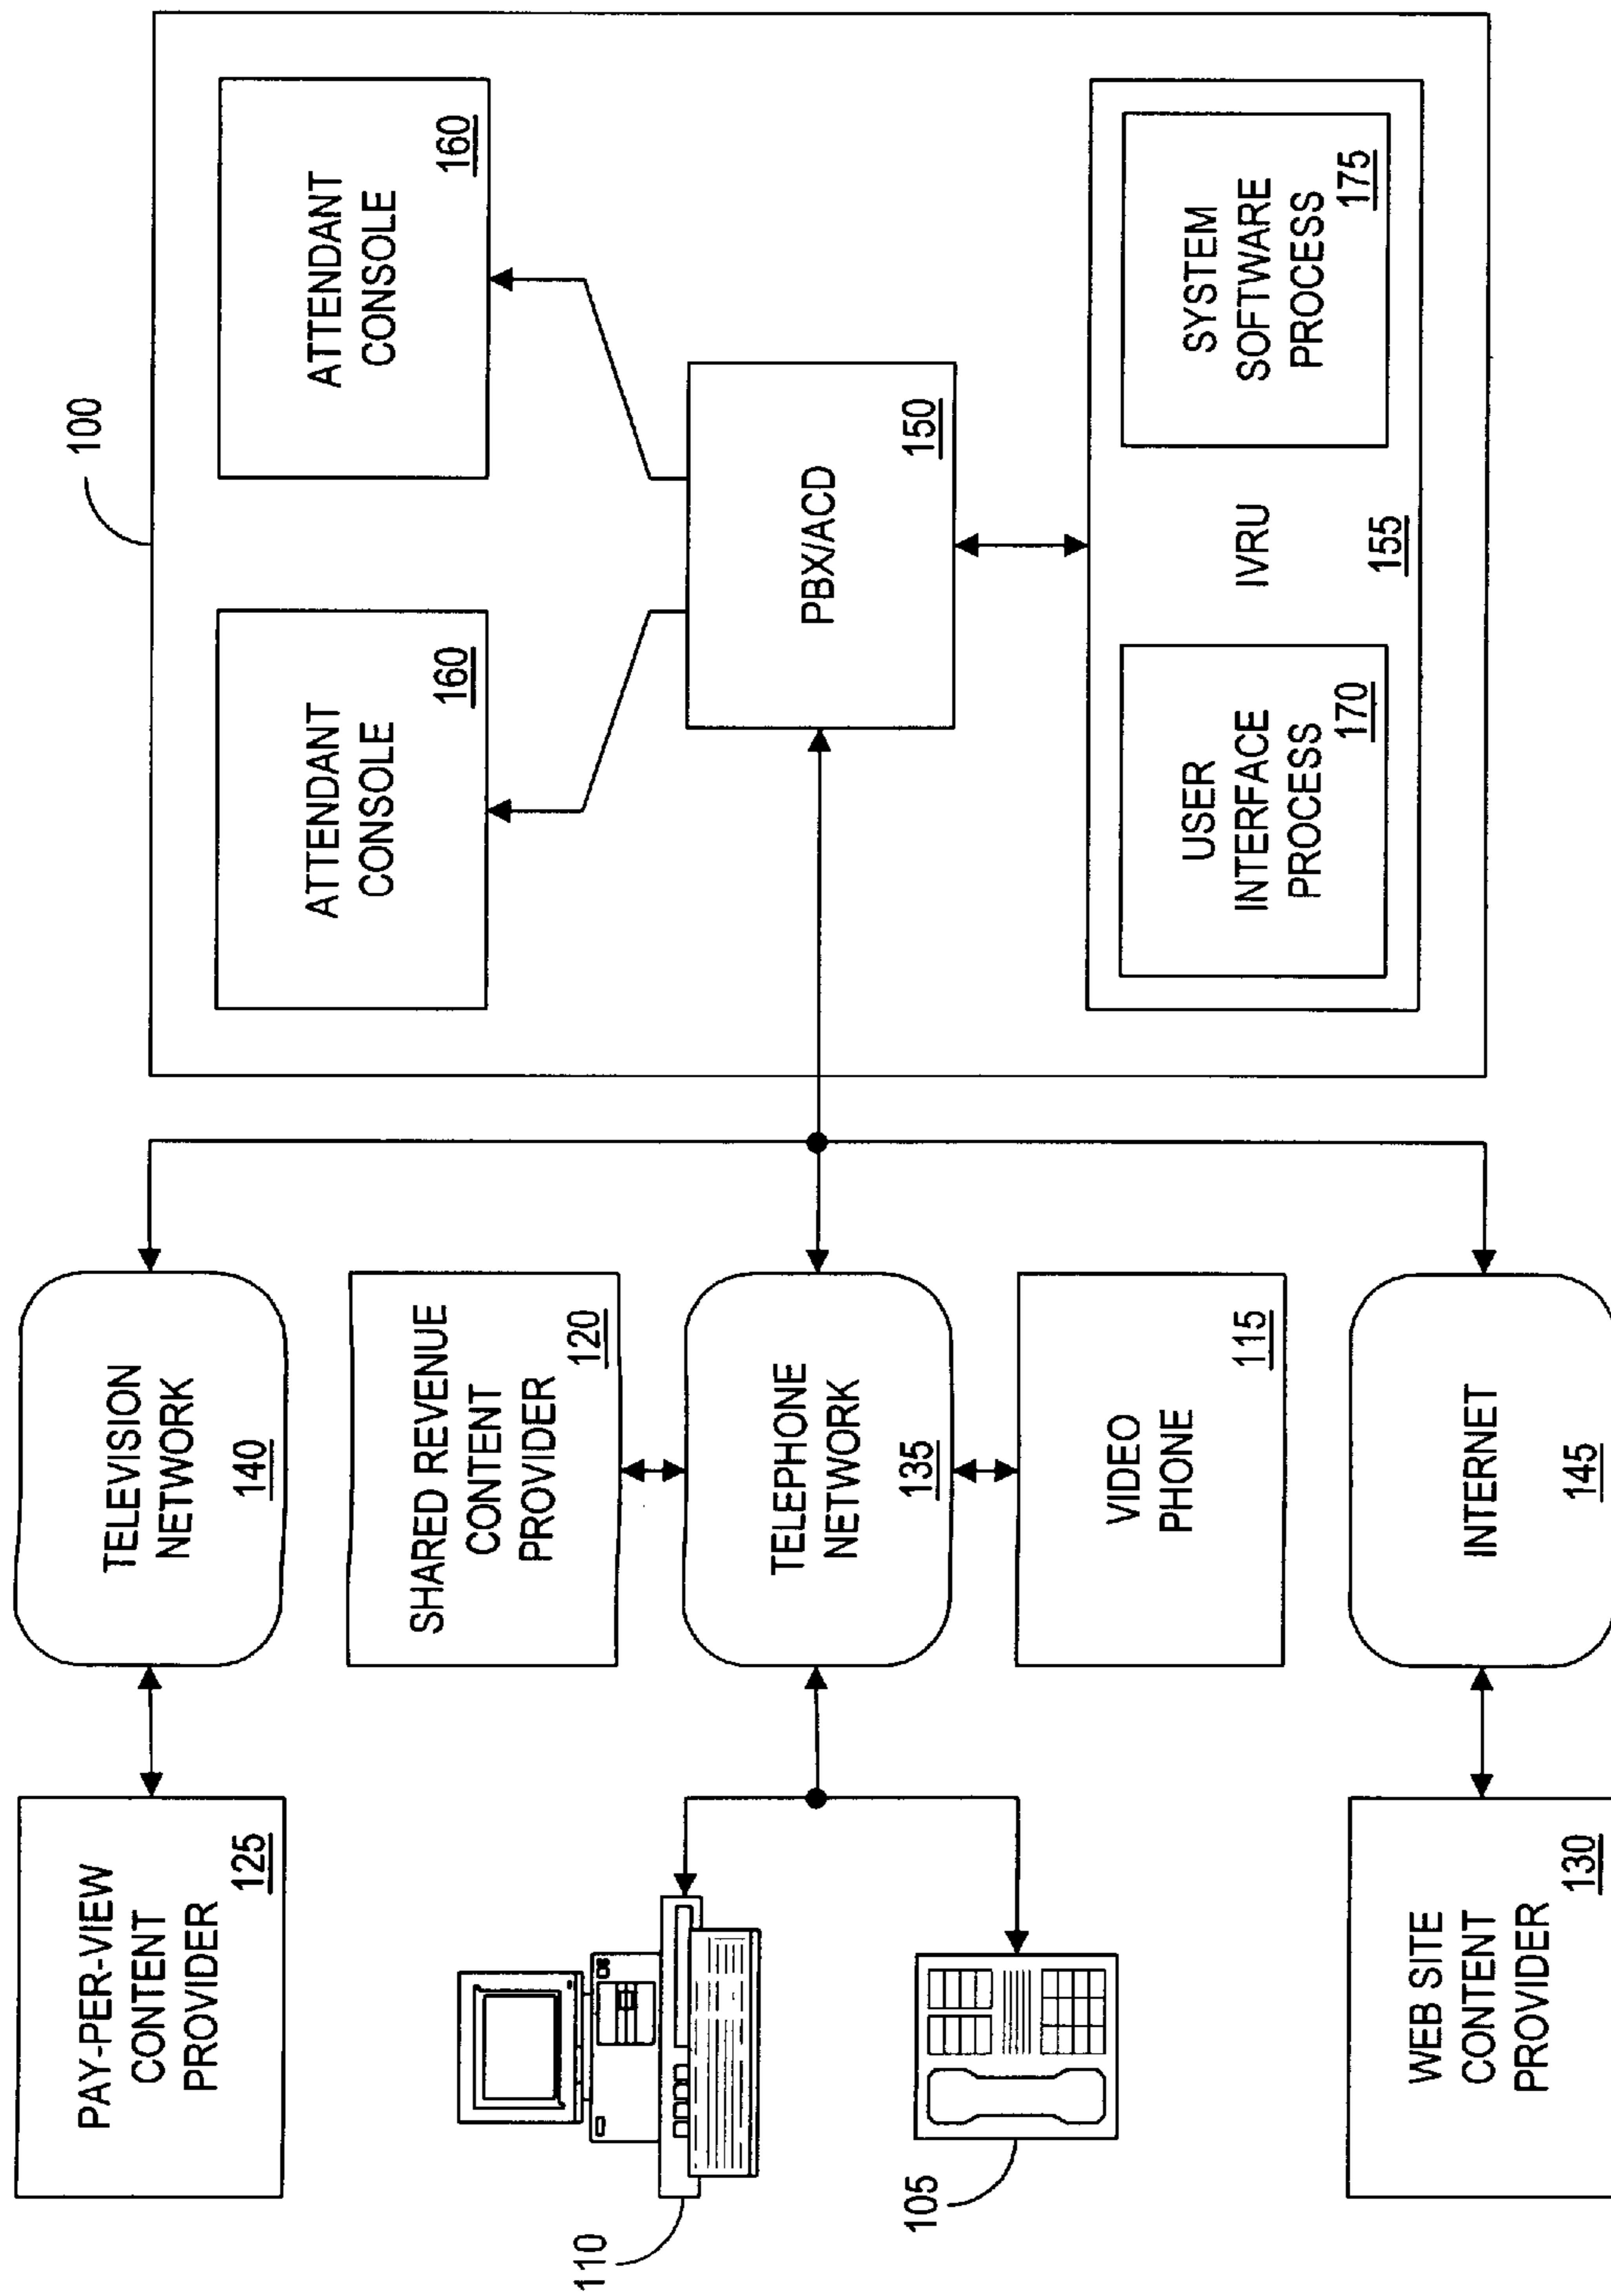 PAY-PER-VIEW
CONTENT
PROVIDER
125
TELEVISION
NETWORK
140
100
ATTENDANT
CONSOLE
160
ATTENDANT
CONSOLE
160
SHARED REVENUE
CONTENT
PROVIDER
120
110
TELEPHONE
NETWORK
135
PBX/ACD
150
105
VIDEO
PHONE
115
USER
INTERFACE
PROCESS
170
IVRU
155
SYSTEM
SOFTWARE
PROCESS
175
WEB SITE
CONTENT
PROVIDER
130
INTERNET
145